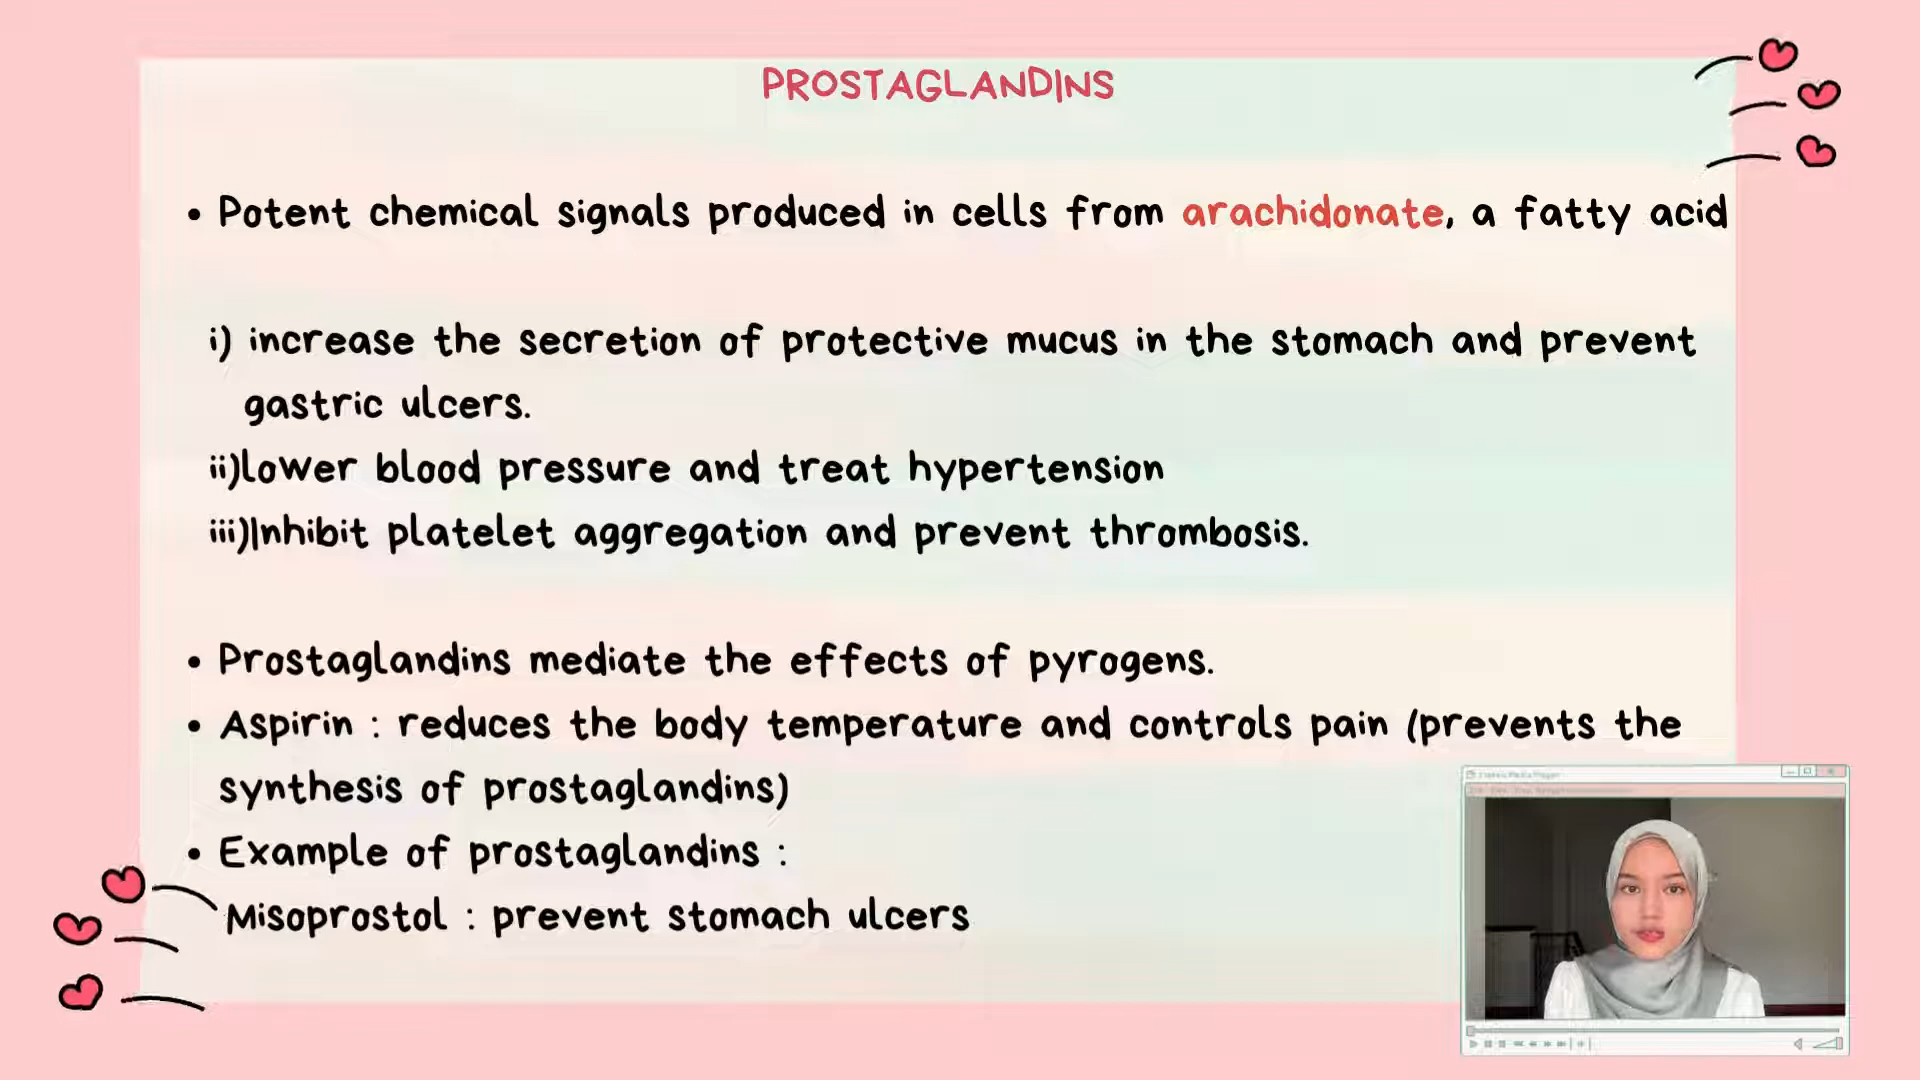 PROSTAGLANDINS
• Potent chemical signals produced in cells from arachidonate, a fatty acid
i) increase the secretion of protective mucus in the stomach and prevent
gastric ulcers.
ii)lower blood pressure and treat hypertension
iii)Inhibit platelet aggregation and prevent thrombosis.
• Prostaglandins mediate the effects of pyrogens.
• Aspirin : reduces the body temperature and controls pain (prevents the
synthesis of prostaglandins)
• Example of prostaglandins :
Misoprostol : prevent stomach ulcers